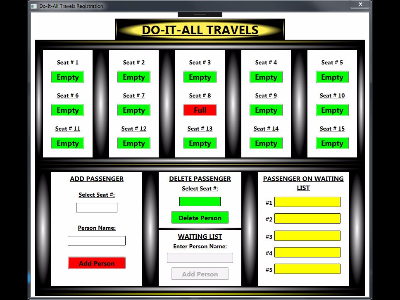 Do-It-All Travels Registration
DO-IT-ALL TRAVELS
Seat # 1 Seat # 2 Seat # 3 Seat # 4 Seat # 5
Empty Empty Empty Empty Empty
Seat # 6 Seat # 7 Seat # 8 Seat # 9 Seat # 10
Empty Empty Full Empty Empty
Seat # 11 Seat # 12 Seat # 13 Seat # 14 Seat # 15
Empty Empty Empty Empty Empty
ADD PASSENGER
Select Seat #:
Person Name:
Add Person
DELETE PASSENGER
Select Seat #:
Delete Person
WAITING LIST
Enter Person Name:
Add Person
PASSENGER ON WAITING
LIST
#1
#2
#3
#4
#5